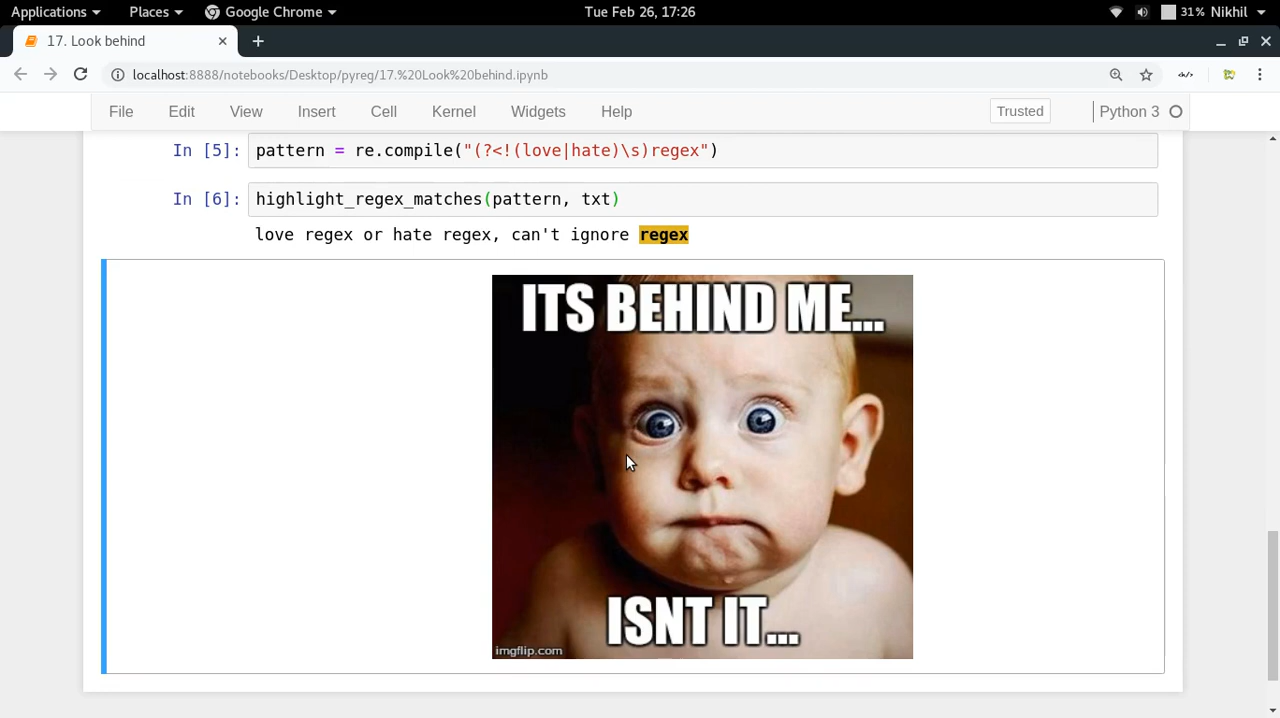 Applications Places Google Chrome Tue Feb 26, 17:26 31% Nikhil
17. Look behind
localhost:8888/notebooks/Desktop/pyreg/17.%20Look%20behind.ipynb
File Edit View Insert Cell Kernel Widgets Help Trusted Python 3
In [5]: pattern = re.compile("(?<!(love|hate)\s)regex")
In [6]: highlight_regex_matches(pattern, txt)
love regex or hate regex, can't ignore regex
ITS BEHIND ME...
ISNT IT...
imgflip.com